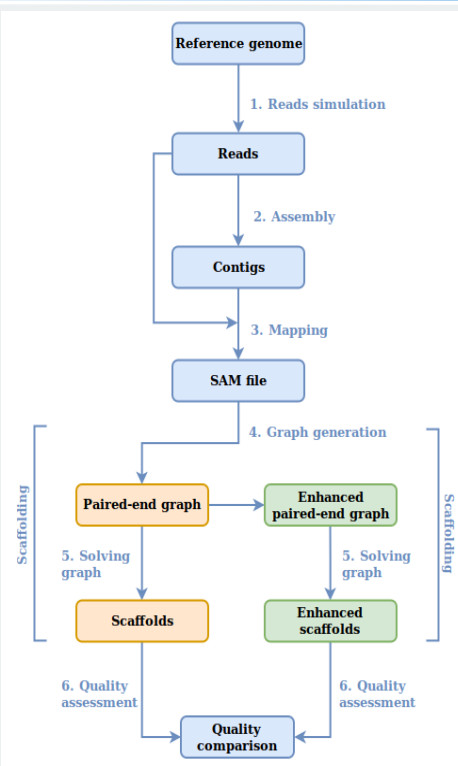 Reference genome
1. Reads simulation
Reads
2. Assembly
Contigs
3. Mapping
SAM file
4. Graph generation
Scaffolding
Scaffolding
Paired-end graph
Enhanced
paired-end graph
5. Solving
graph
5. Solving
graph
Scaffolds
Enhanced
scaffolds
6. Quality
assessment
6. Quality
assessment
Quality
comparison